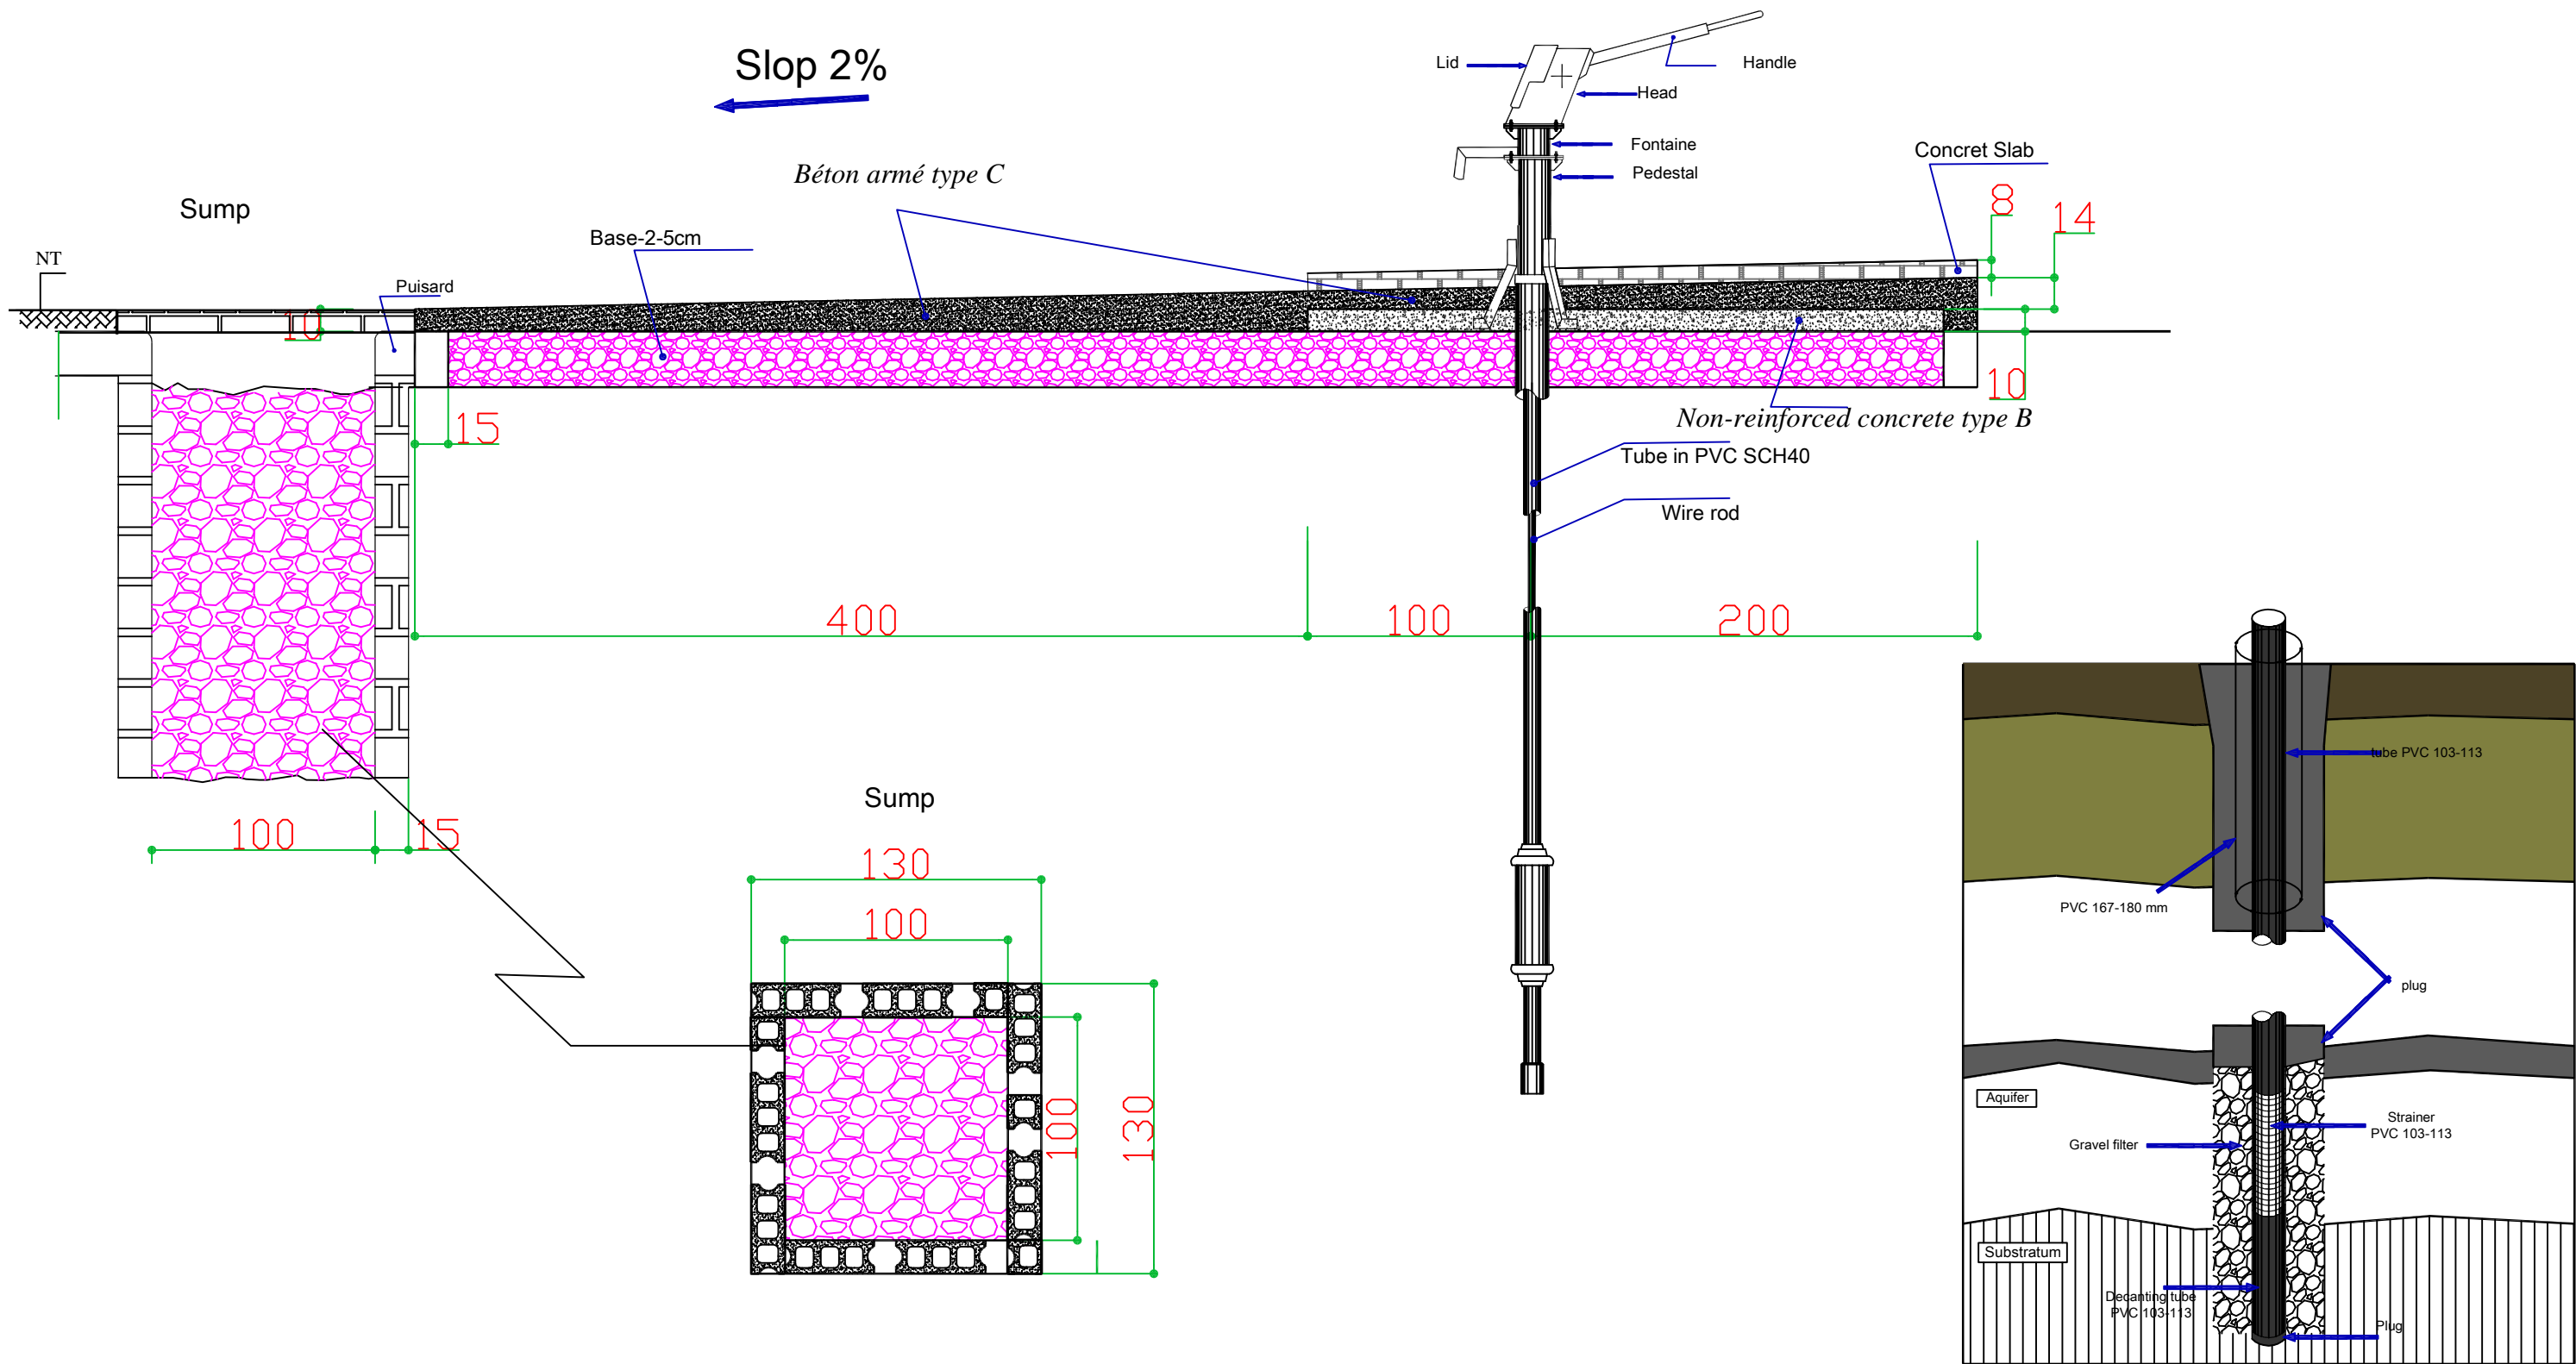 Slop 2%
Lid
Handle
Head
Fontaine
Pedestal
Concret Slab
Béton armé type C
Sump
Base-2-5cm
NT
Puisard
8
14
10
10
15
Non-reinforced concrete type B
Tube in PVC SCH40
Wire rod
400
100
200
100
15
Sump
130
100
100
130
tube PVC 103-113
PVC 167-180 mm
plug
Aquifer
Strainer
PVC 103-113
Gravel filter
Substratum
Decanting tube
PVC 103-113
Plug